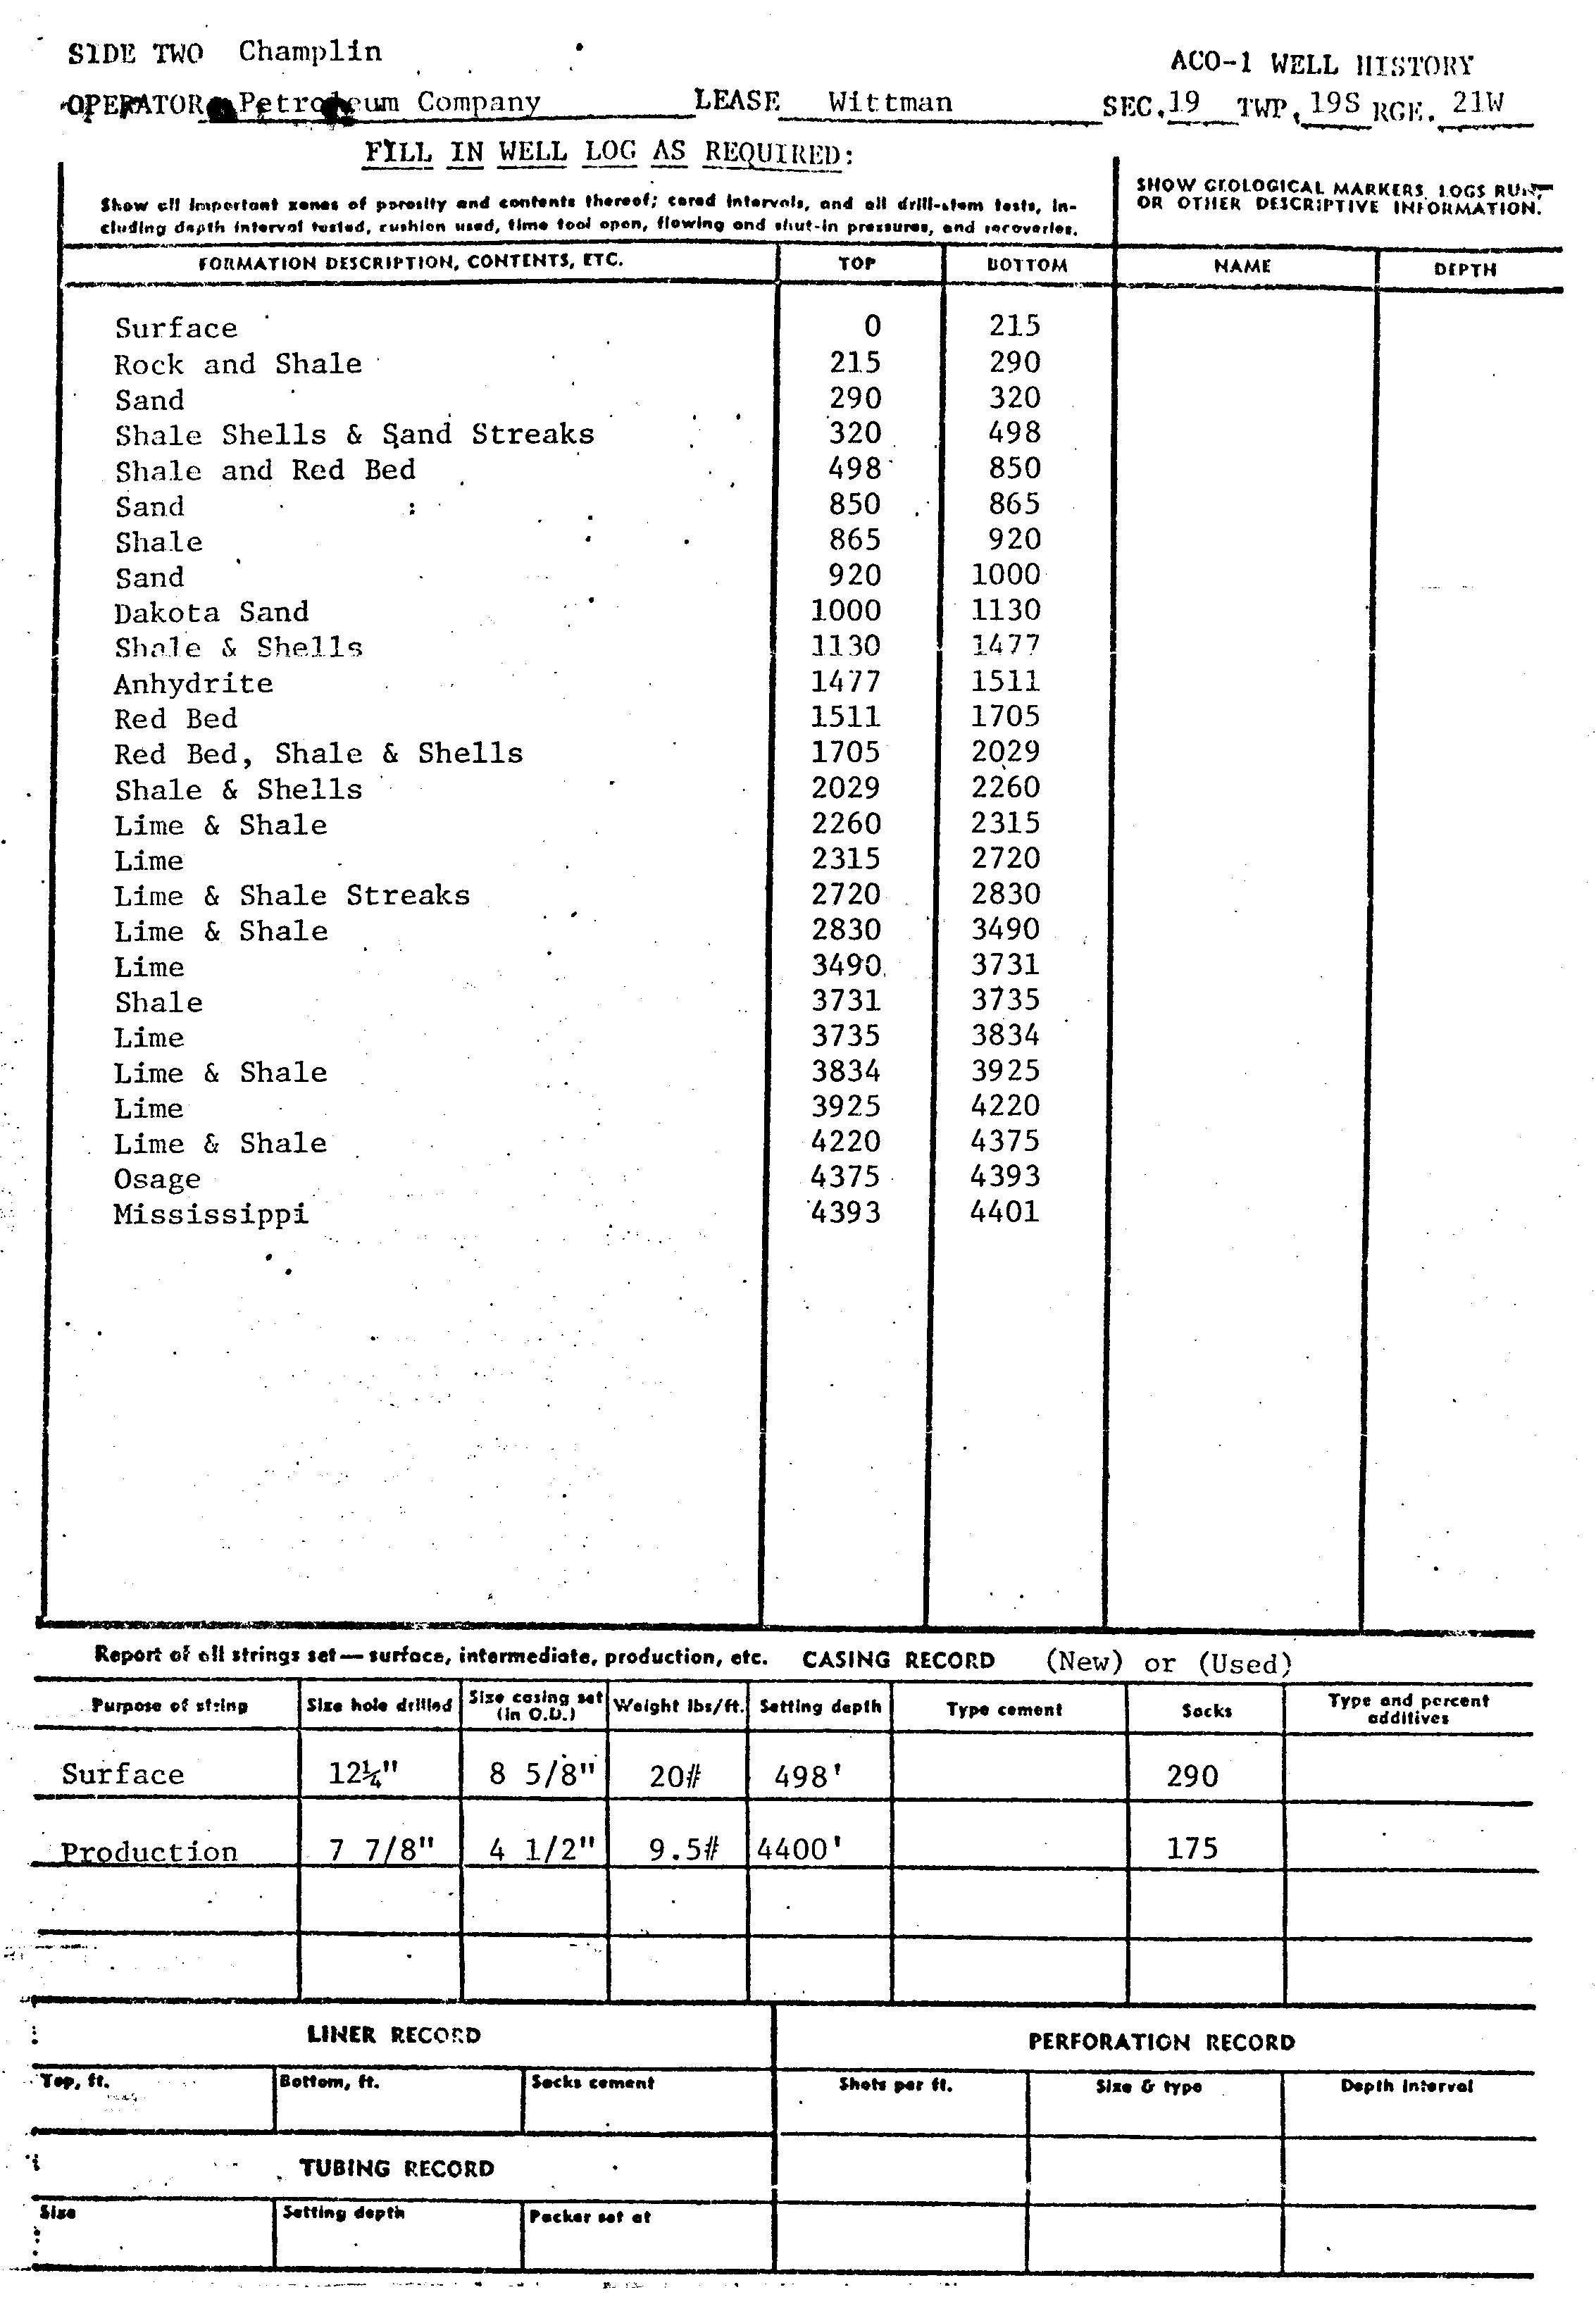 SIDE TWO Champlin
ACO-1 WELL HISTORY
OPERATOR Petroleum Company LEASE Wittman SEC. 19 TWP. 19S RGE. 21W
FILL IN WELL LOG AS REQUIRED:
Show all important zones of porosity and contents thereof; cored intervals, and all drill-stem tests, in-
cluding depth interval tested, cushion used, time tool open, flowing and shut-in pressures, and recoveries.
SHOW GEOLOGICAL MARKERS, LOGS RUN,
OR OTHER DESCRIPTIVE INFORMATION.
FORMATION DESCRIPTION, CONTENTS, ETC. TOP BOTTOM NAME DEPTH
Surface 0 215
Rock and Shale 215 290
Sand 290 320
Shale Shells & Sand Streaks 320 498
Shale and Red Bed 498 850
Sand 850 865
Shale 865 920
Sand 920 1000
Dakota Sand 1000 1130
Shale & Shells 1130 1477
Anhydrite 1477 1511
Red Bed 1511 1705
Red Bed, Shale & Shells 1705 2029
Shale & Shells 2029 2260
Lime & Shale 2260 2315
Lime 2315 2720
Lime & Shale Streaks 2720 2830
Lime & Shale 2830 3490
Lime 3490 3731
Shale 3731 3735
Lime 3735 3834
Lime & Shale 3834 3925
Lime 3925 4220
Lime & Shale 4220 4375
Osage 4375 4393
Mississippi 4393 4401
Report of all strings set — surface, intermediate, production, etc. CASING RECORD (New) or (Used)
Purpose of string Size hole drilled Size casing set (in O.D.) Weight lbs/ft. Setting depth Type cement Sacks Type and percent additives
Surface 12¼" 8 5/8" 20# 498' 290
Production 7 7/8" 4 1/2" 9.5# 4400' 175
LINER RECORD PERFORATION RECORD
Top, ft. Bottom, ft. Sacks cement Shots per ft. Size & type Depth interval
TUBING RECORD
Size Setting depth Packer set at